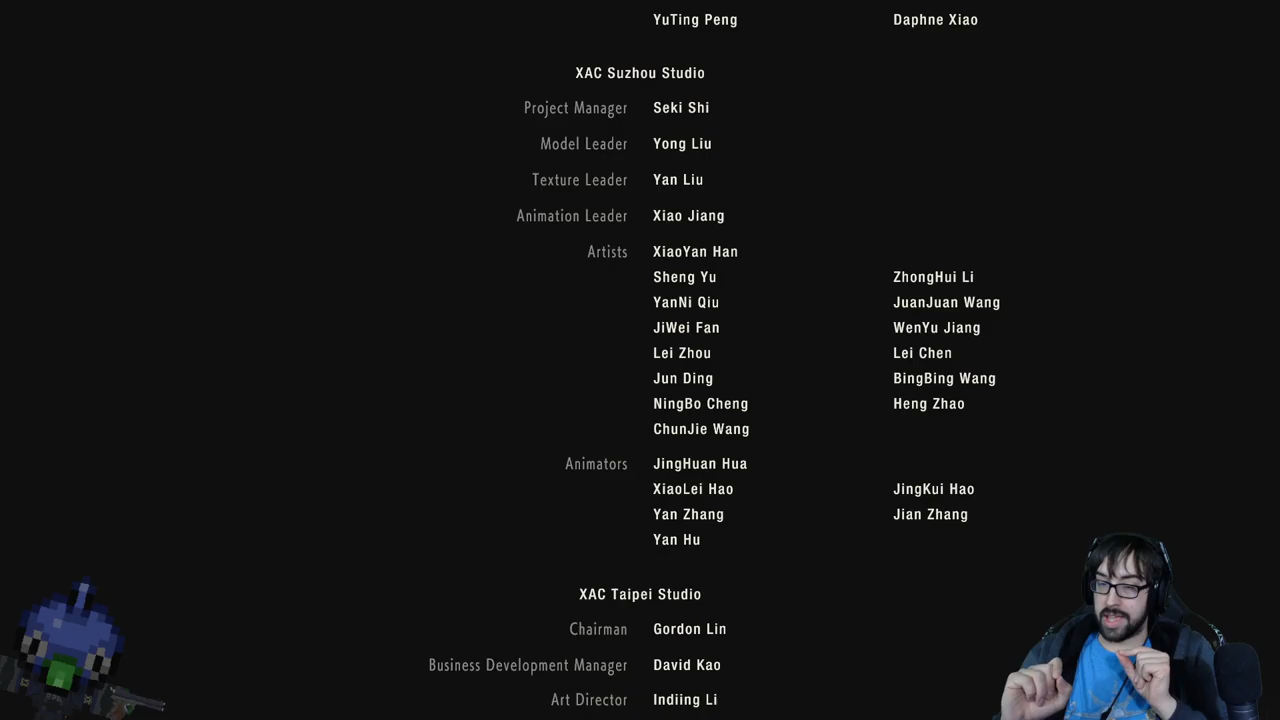 YuTing Peng Daphne Xiao
XAC Suzhou Studio
Project Manager Seki Shi
Model Leader Yong Liu
Texture Leader Yan Liu
Animation Leader Xiao Jiang
Artists XiaoYan Han
Sheng Yu ZhongHui Li
YanNi Qiu JuanJuan Wang
JiWei Fan WenYu Jiang
Lei Zhou Lei Chen
Jun Ding BingBing Wang
NingBo Cheng Heng Zhao
ChunJie Wang
Animators JingHuan Hua
XiaoLei Hao JingKui Hao
Yan Zhang Jian Zhang
Yan Hu
XAC Taipei Studio
Chairman Gordon Lin
Business Development Manager David Kao
Art Director Indiing Li